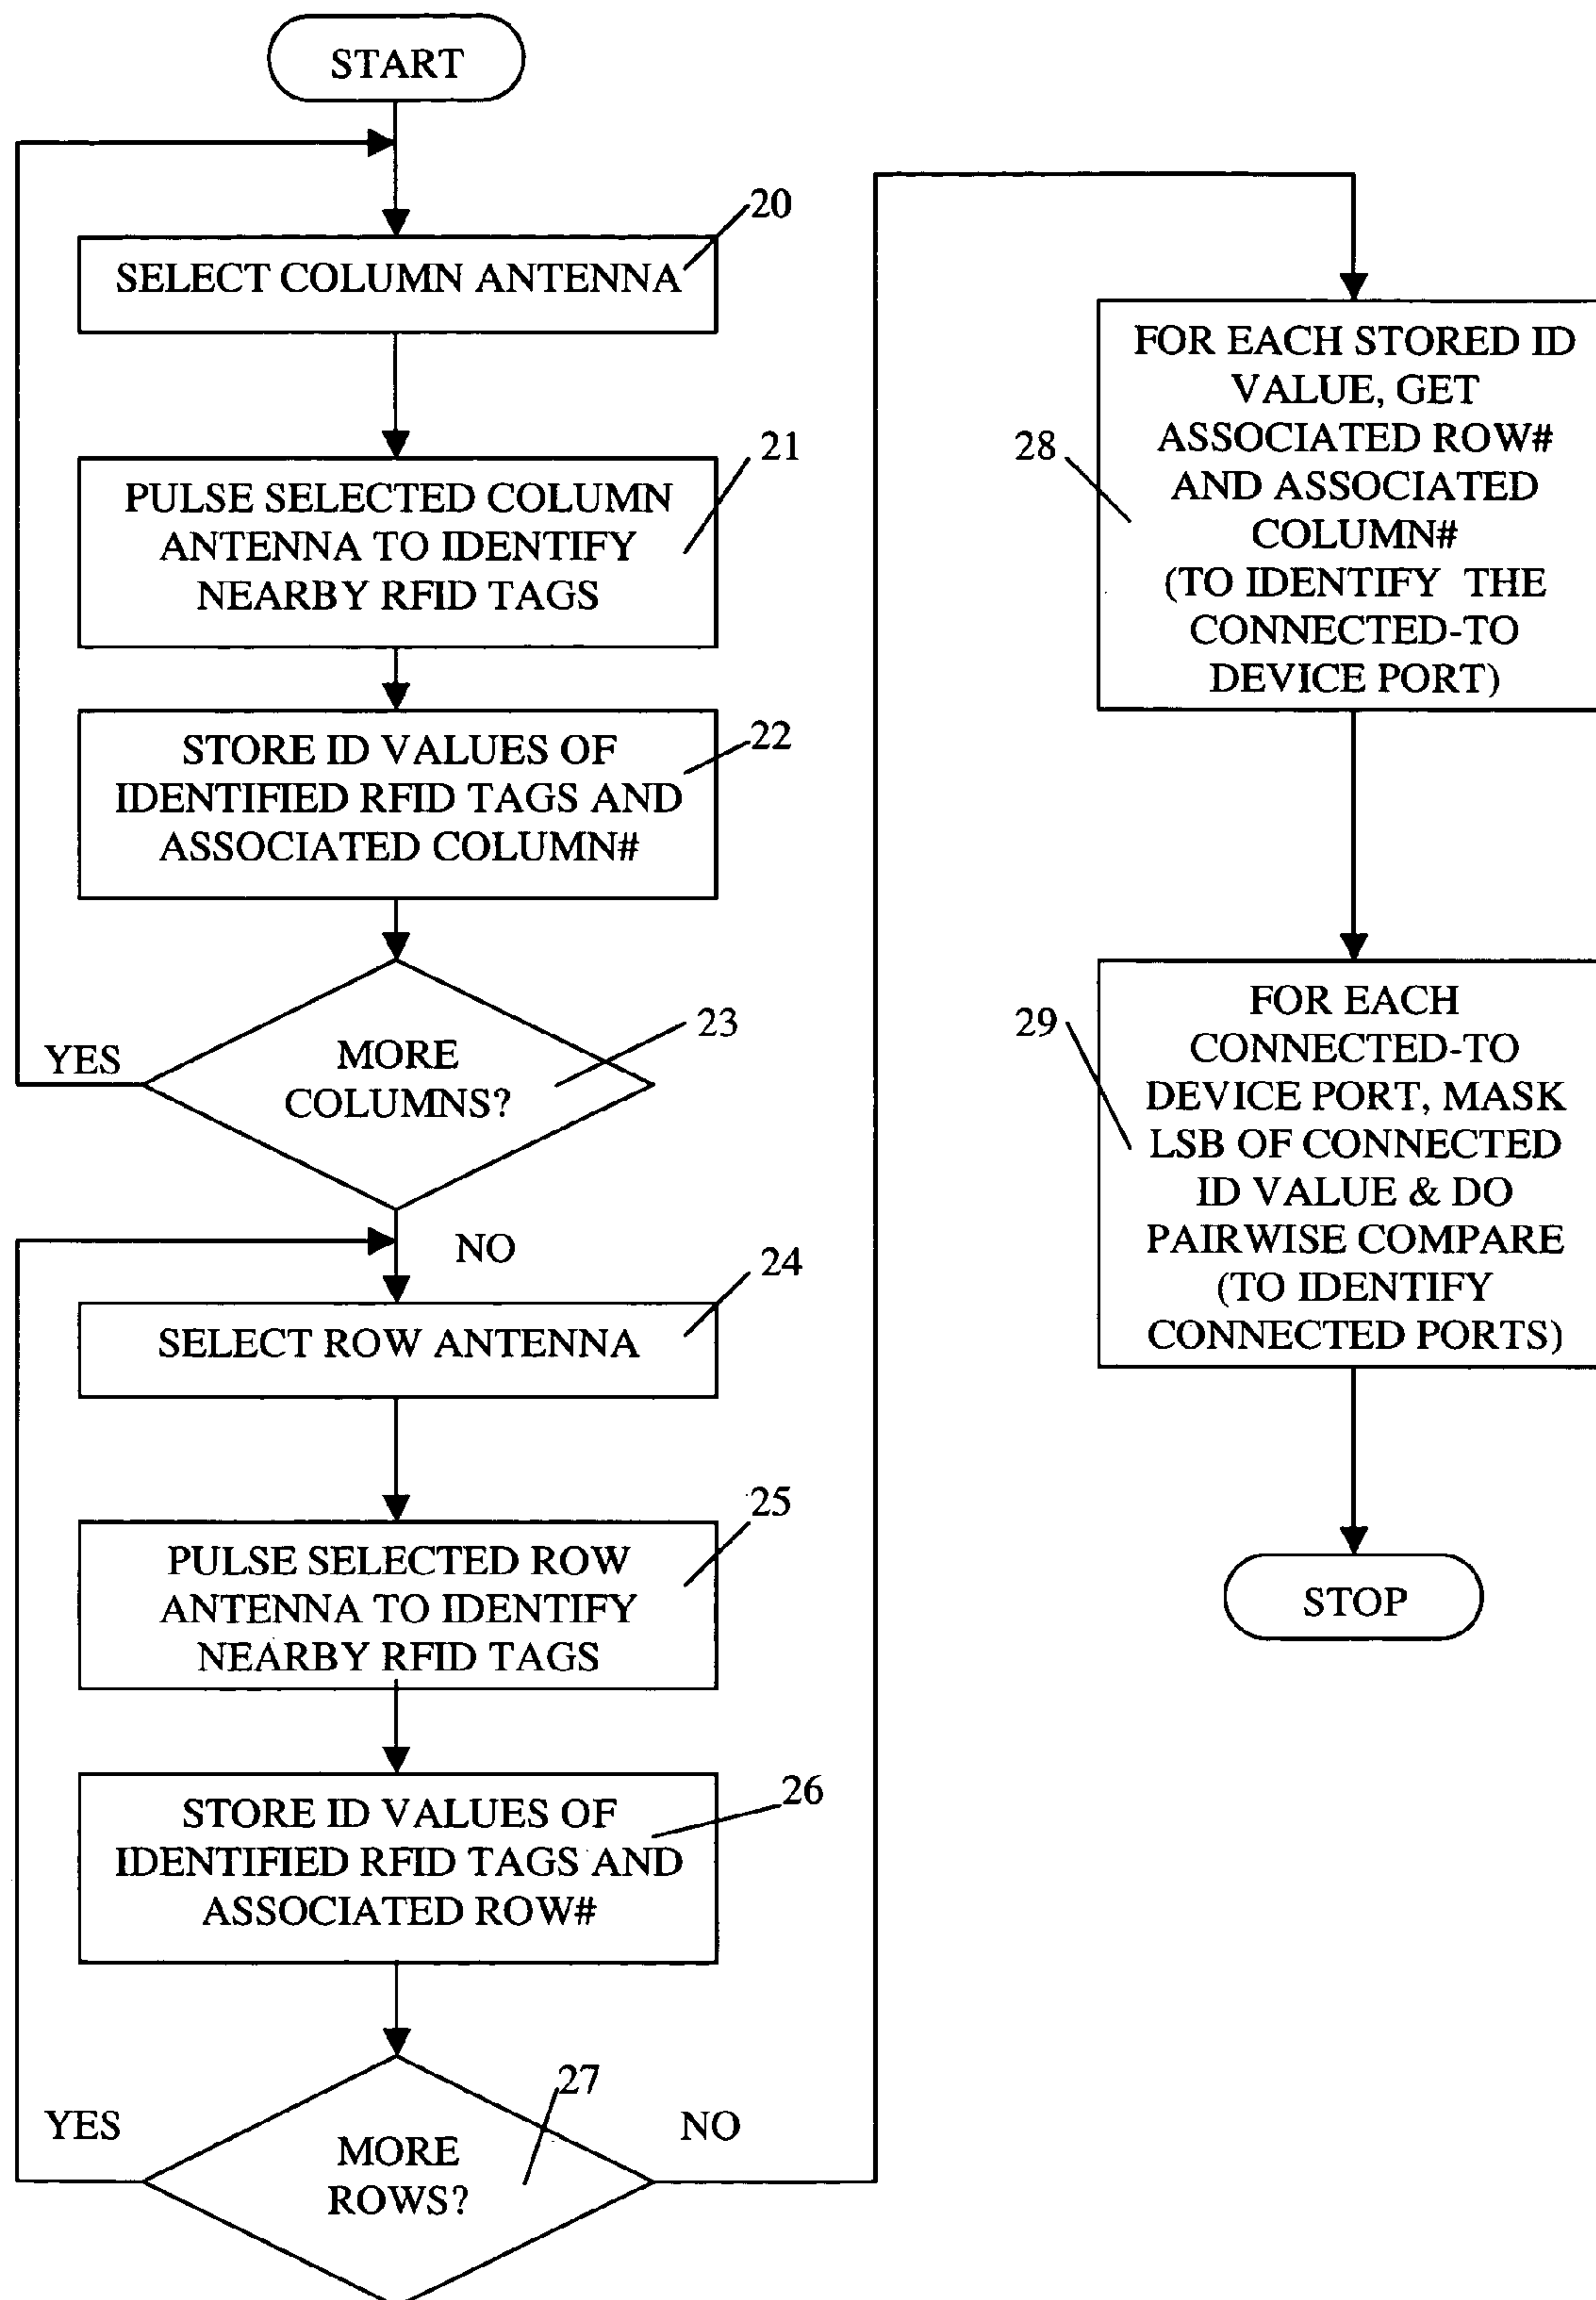 START
20
SELECT COLUMN ANTENNA
21
PULSE SELECTED COLUMN
ANTENNA TO IDENTIFY
NEARBY RFID TAGS
22
STORE ID VALUES OF
IDENTIFIED RFID TAGS AND
ASSOCIATED COLUMN#
23
YES
MORE
COLUMNS?
NO
24
SELECT ROW ANTENNA
25
PULSE SELECTED ROW
ANTENNA TO IDENTIFY
NEARBY RFID TAGS
26
STORE ID VALUES OF
IDENTIFIED RFID TAGS AND
ASSOCIATED ROW#
27
YES
MORE
ROWS?
NO
28
FOR EACH STORED ID
VALUE, GET
ASSOCIATED ROW#
AND ASSOCIATED
COLUMN#
(TO IDENTIFY THE
CONNECTED-TO
DEVICE PORT)
29
FOR EACH
CONNECTED-TO
DEVICE PORT, MASK
LSB OF CONNECTED
ID VALUE & DO
PAIRWISE COMPARE
(TO IDENTIFY
CONNECTED PORTS)
STOP